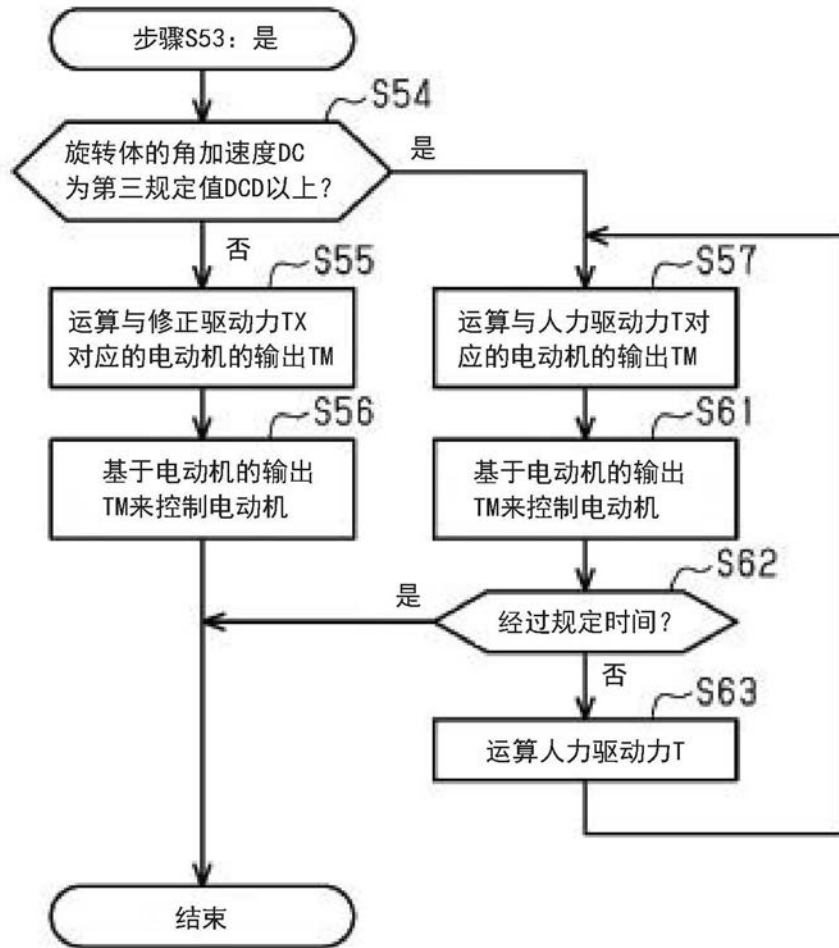 步骤S53：是
S54
旋转体的角加速度DC
为第三规定值DCD以上？
是
否
S55
运算与修正驱动力TX
对应的电动机的输出TM
S57
运算与人力驱动力T对
应的电动机的输出TM
S56
基于电动机的输出
TM来控制电动机
S61
基于电动机的输出
TM来控制电动机
S62
是
经过规定时间？
否
S63
运算人力驱动力T
结束